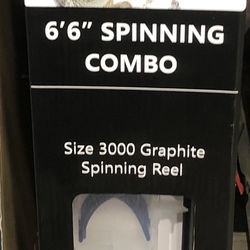 6'6" SPINNING
COMBO
Size 3000 Graphite
Spinning Reel